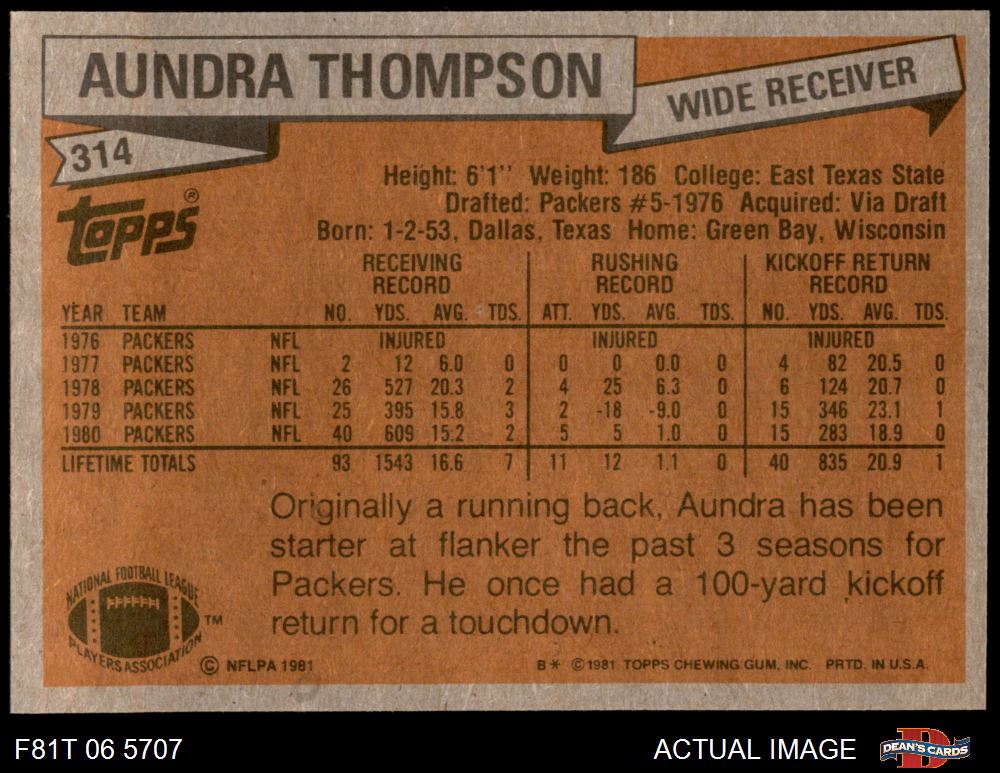 AUNDRA THOMPSON
WIDE RECEIVER
314
topps®
Height: 6'1'' Weight: 186 College: East Texas State
Drafted: Packers #5-1976 Acquired: Via Draft
Born: 1-2-53, Dallas, Texas Home: Green Bay, Wisconsin
RECEIVING RECORD RUSHING RECORD KICKOFF RETURN RECORD
YEAR TEAM NO. YDS. AVG. TDS. ATT. YDS. AVG. TDS. NO. YDS. AVG. TDS.
1976 PACKERS NFL INJURED INJURED INJURED
1977 PACKERS NFL 2 12 6.0 0 0 0 0.0 0 4 82 20.5 0
1978 PACKERS NFL 26 527 20.3 2 4 25 6.3 0 6 124 20.7 0
1979 PACKERS NFL 25 395 15.8 3 2 -18 -9.0 0 15 346 23.1 1
1980 PACKERS NFL 40 609 15.2 2 5 5 1.0 0 15 283 18.9 0
LIFETIME TOTALS 93 1543 16.6 7 11 12 1.1 0 40 835 20.9 1
Originally a running back, Aundra has been
starter at flanker the past 3 seasons for
Packers. He once had a 100-yard kickoff
return for a touchdown.
NATIONAL FOOTBALL LEAGUE
PLAYERS ASSOCIATION
TM
© NFLPA 1981
B* © 1981 TOPPS CHEWING GUM, INC. PRTD. IN U.S.A.
F81T 06 5707
ACTUAL IMAGE
DEAN'S CARDS